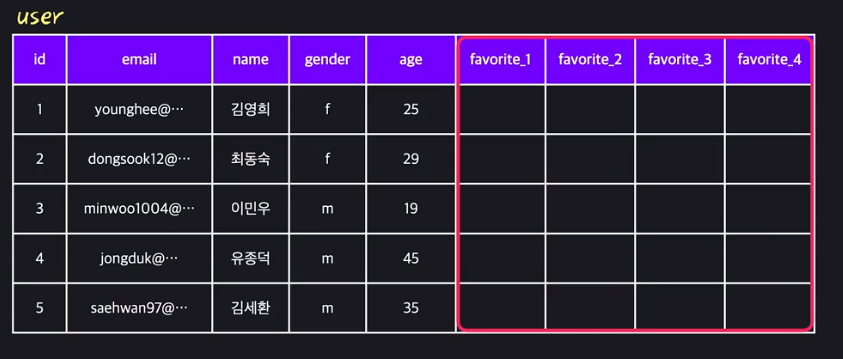 user
id email name gender age favorite_1 favorite_2 favorite_3 favorite_4
1 younghee@⋯ 김영희 f 25
2 dongsook12@⋯ 최동숙 f 29
3 minwoo1004@⋯ 이민우 m 19
4 jongduk@⋯ 유종덕 m 45
5 saehwan97@⋯ 김세환 m 35